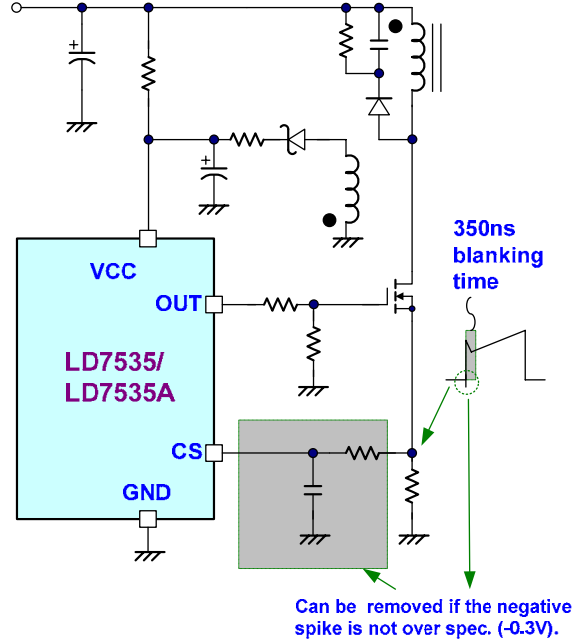 350ns
blanking
time
VCC
OUT
LD7535/
LD7535A
CS
GND
Can be removed if the negative
spike is not over spec. (-0.3V).